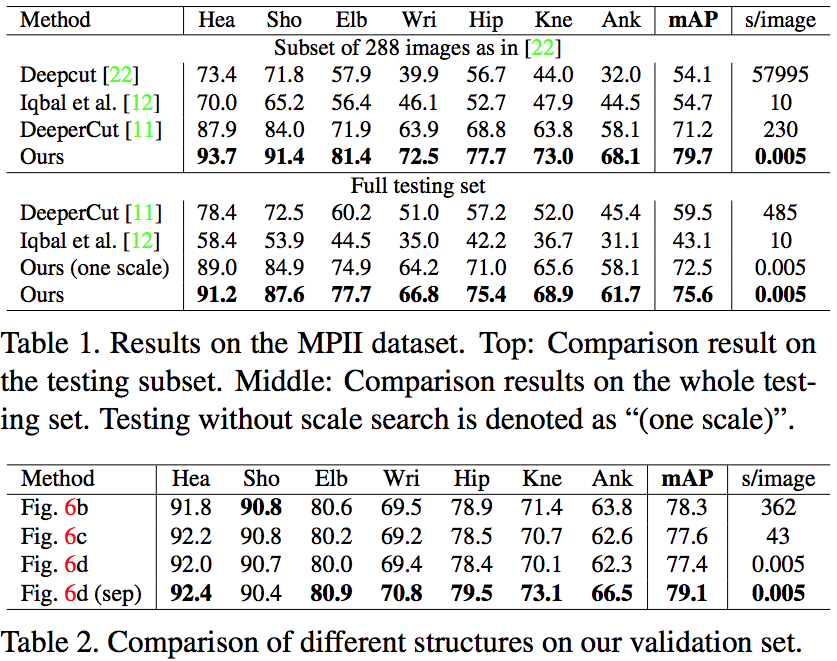 Method Hea Sho Elb Wri Hip Kne Ank mAP s/image
Subset of 288 images as in [22]
Deepcut [22] 73.4 71.8 57.9 39.9 56.7 44.0 32.0 54.1 57995
Iqbal et al. [12] 70.0 65.2 56.4 46.1 52.7 47.9 44.5 54.7 10
DeeperCut [11] 87.9 84.0 71.9 63.9 68.8 63.8 58.1 71.2 230
Ours 93.7 91.4 81.4 72.5 77.7 73.0 68.1 79.7 0.005
Full testing set
DeeperCut [11] 78.4 72.5 60.2 51.0 57.2 52.0 45.4 59.5 485
Iqbal et al. [12] 58.4 53.9 44.5 35.0 42.2 36.7 31.1 43.1 10
Ours (one scale) 89.0 84.9 74.9 64.2 71.0 65.6 58.1 72.5 0.005
Ours 91.2 87.6 77.7 66.8 75.4 68.9 61.7 75.6 0.005
Table 1. Results on the MPII dataset. Top: Comparison result on
the testing subset. Middle: Comparison results on the whole test-
ing set. Testing without scale search is denoted as “(one scale)”.
Method Hea Sho Elb Wri Hip Kne Ank mAP s/image
Fig. 6b 91.8 90.8 80.6 69.5 78.9 71.4 63.8 78.3 362
Fig. 6c 92.2 90.8 80.2 69.2 78.5 70.7 62.6 77.6 43
Fig. 6d 92.0 90.7 80.0 69.4 78.4 70.1 62.3 77.4 0.005
Fig. 6d (sep) 92.4 90.4 80.9 70.8 79.5 73.1 66.5 79.1 0.005
Table 2. Comparison of different structures on our validation set.